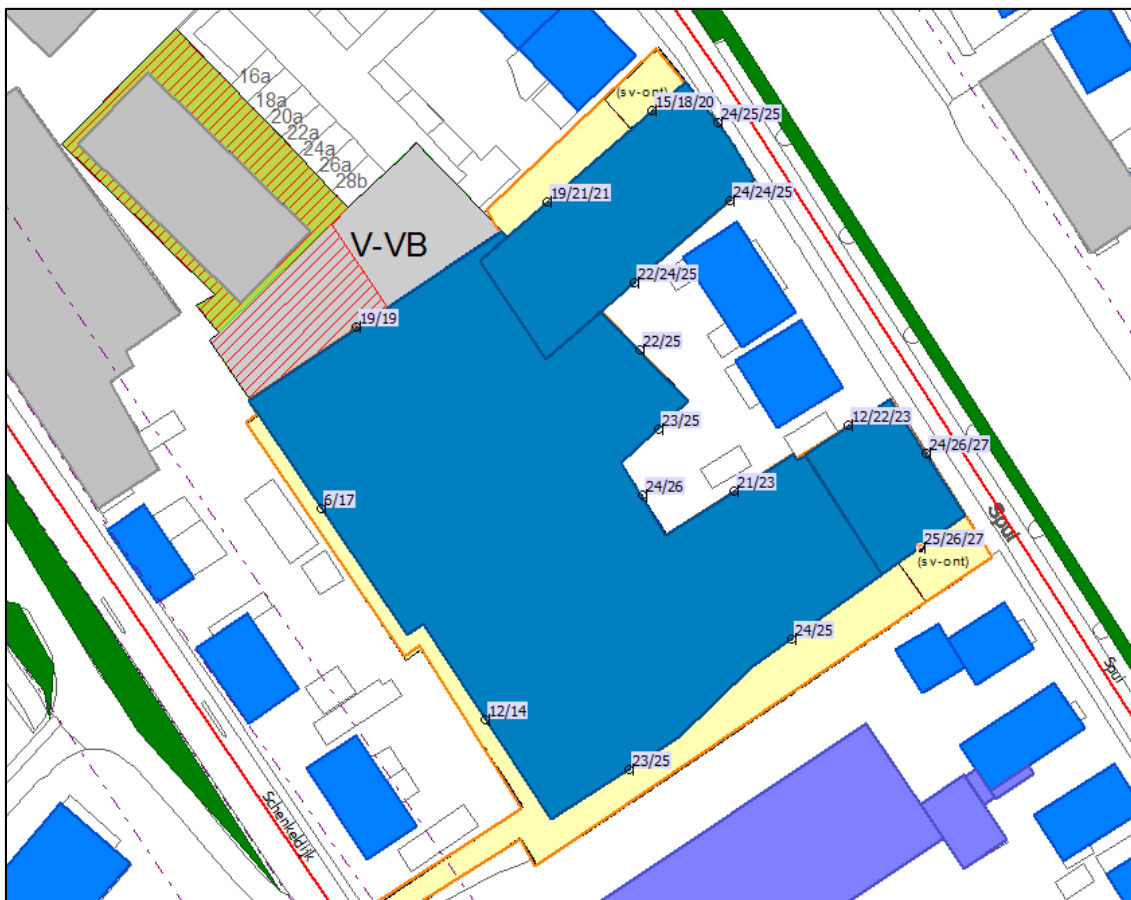 16a
18a
20a
22a
24a
26a
28b
V-VB
(sv-ont)
15/18/20
24/25/25
19/21/21
24/24/25
22/24/25
19/19
22/25
23/25
12/22/23
24/26/27
24/26
21/23
6/17
Spui
25/26/27
(sv-ont)
24/25
Spui
12/14
23/25
Schenkeldijk